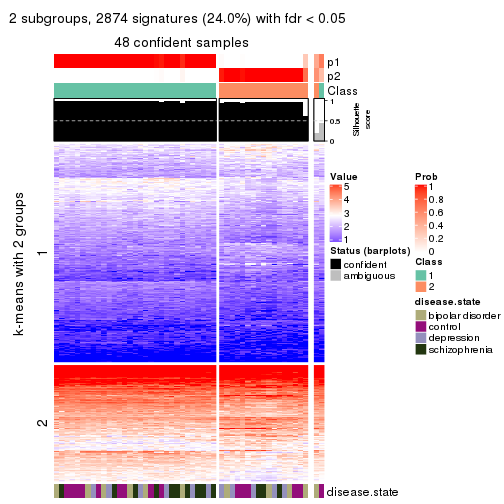 2 subgroups, 2874 signatures (24.0%) with fdr < 0.05
48 confident samples
p1
p2
Class
1
0.5
0
Silhouette
score
k-means with 2 groups
1
2
disease.state
Value
5
4
3
2
1
Status (barplots)
confident
ambiguous
Prob
1
0.8
0.6
0.4
0.2
0
Class
1
2
disease.state
bipolar disorder
control
depression
schizophrenia